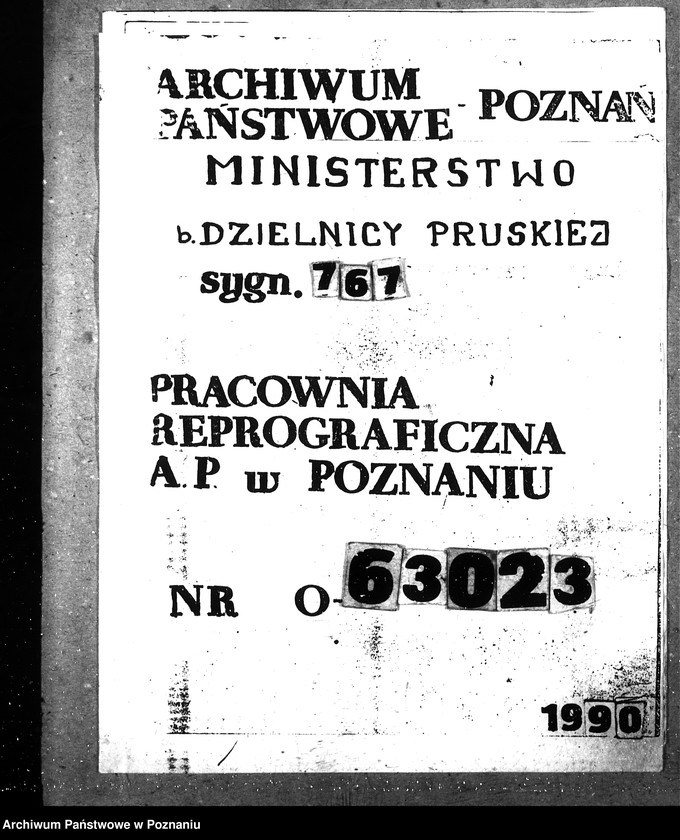 ARCHIWUM
PAŃSTWOWE - POZNAŃ
MINISTERSTWO
b. DZIELNICY PRUSKIEJ
sygn. 767
PRACOWNIA
REPROGRAFICZNA
A.P. w POZNANIU
NR O-63023
1990
Archiwum Państwowe w Poznaniu